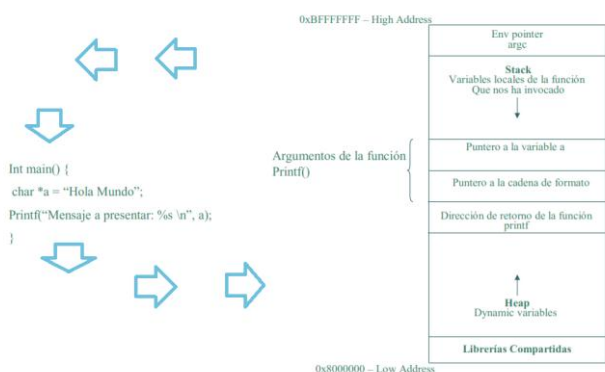 0xBFFFFFFF – High Address
Env pointer
argc
Stack
Variables locales de la función
Que nos ha invocado
Argumentos de la función
Printf()
Puntero a la variable a
Puntero a la cadena de formato
Dirección de retorno de la función
printf
Heap
Dynamic variables
Librerías Compartidas
0x8000000 – Low Address
Int main() {
char *a = “Hola Mundo”;
Printf(“Mensaje a presentar: %s \n”, a);
}